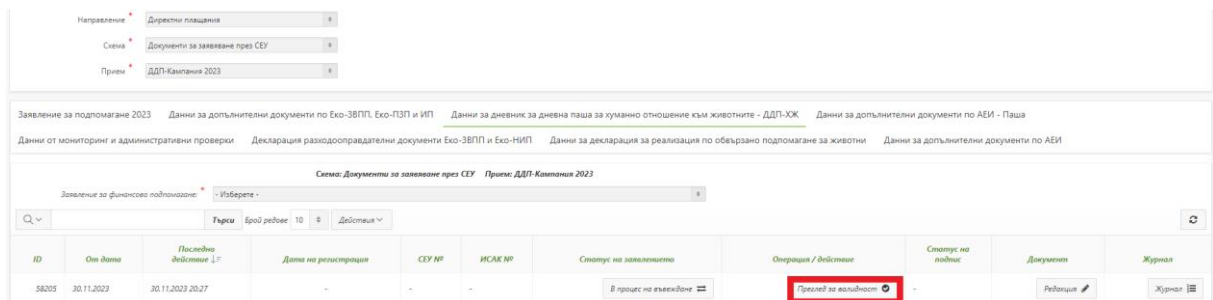 Направление * Директни плащания
Схема * Документи за заявяване през СЕУ
Прием * ДДП-Кампания 2023
Заявление за подпомагане 2023 Данни за допълнителни документи по Еко-ЗВПП, Еко-ПЗП и ИП Данни за дневник за дневна паша за хуманно отношение към животните - ДДП-ХЖ Данни за допълнителни документи по АЕИ - Паша
Данни от мониторинг и административни проверки Декларация разходооправдателни документи Еко-ЗВПП и Еко-НИП Данни за декларация за реализация по обвързано подпомагане за животни Данни за допълнителни документи по АЕИ
Схема: Документи за заявяване през СЕУ Прием: ДДП-Кампания 2023
Заявление за финансово подпомагане: * - Изберете -
Търси Брой редове 10 Действия
ID От дата Последно действие Дата на регистрация СЕУ № ИСАК № Статус на заявлението Операция / действие Статус на подпис Документ Журнал
58205 30.11.2023 30.11.2023 20:27 - - - В процес на въвеждане Преглед за валидност - Редакция Журнал